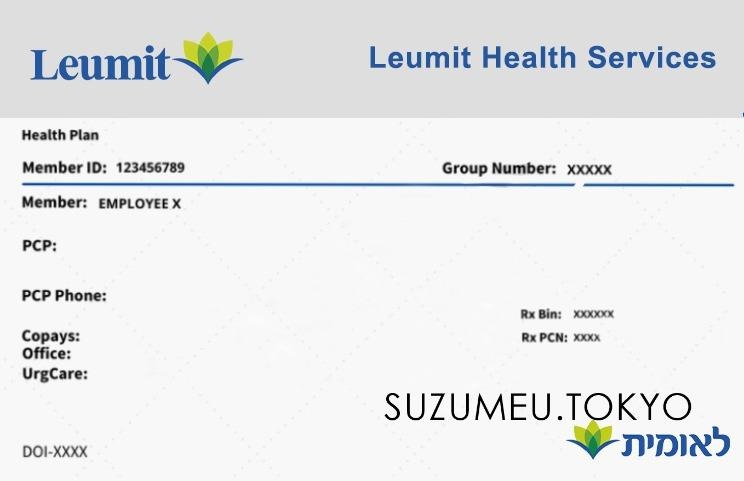 Leumit
Leumit Health Services
Health Plan
Member ID: 123456789
Group Number: XXXXX
Member: EMPLOYEE X
PCP:
PCP Phone:
Rx Bin: XXXXXX
Rx PCN: XXXX
Copays:
Office:
UrgCare:
SUZUMEU.TOKYO
לאומית
DOI-XXXX